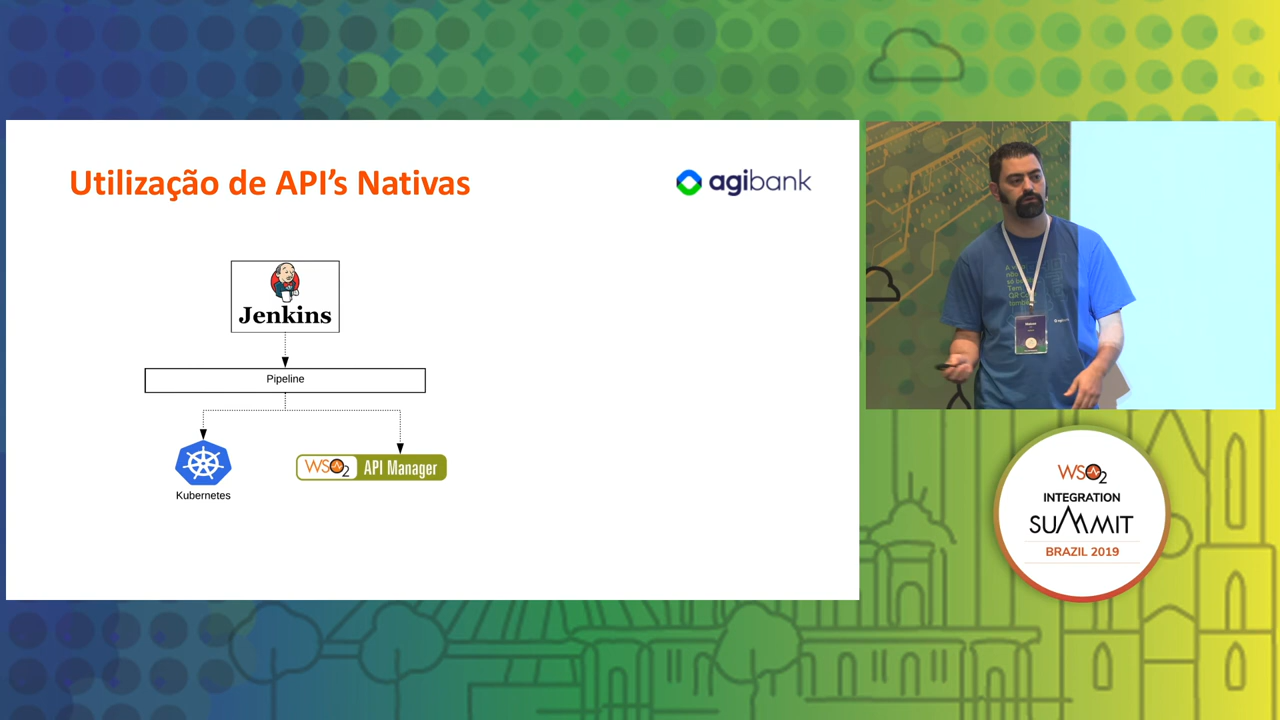 Utilização de API’s Nativas
agibank
Jenkins
Pipeline
Kubernetes
WSO2 API Manager
WSO2
INTEGRATION
SUMMIT
BRAZIL 2019